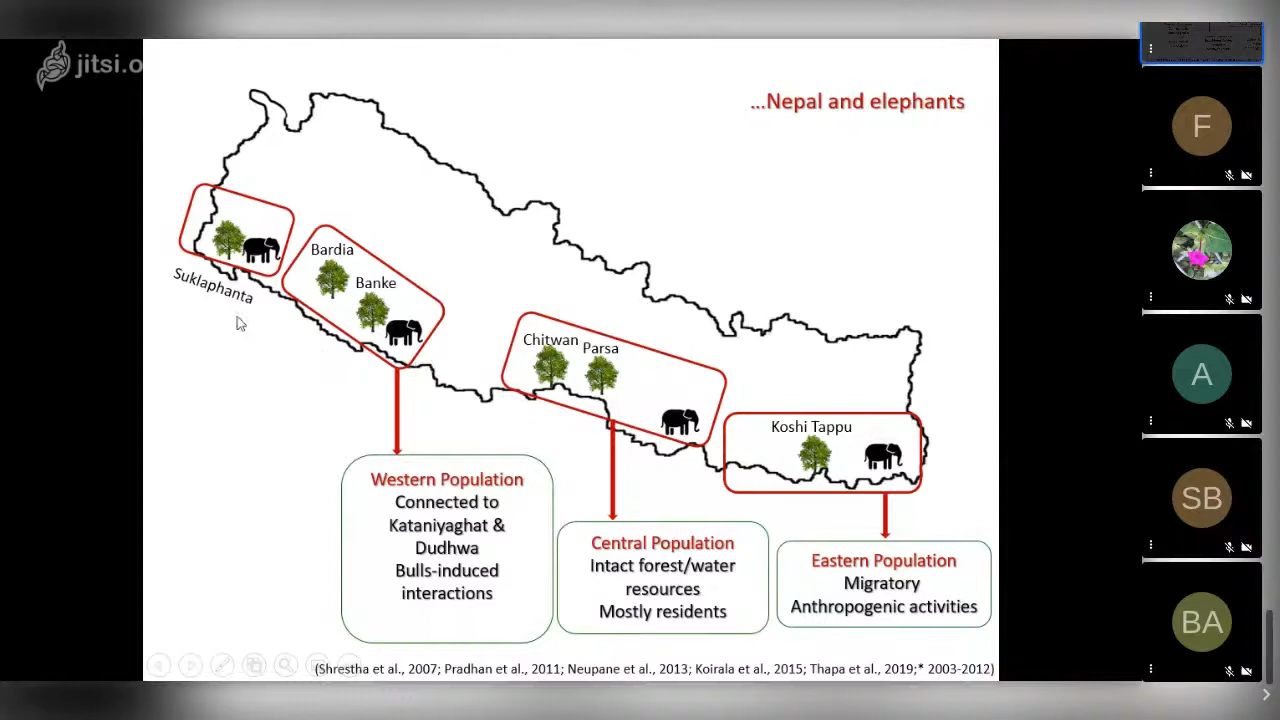 jitsi.o
...Nepal and elephants
Suklaphanta
Bardia
Banke
Chitwan
Parsa
Koshi Tappu
Western Population
Connected to
Kataniyaghat &
Dudhwa
Bulls-induced
interactions
Central Population
Intact forest/water
resources
Mostly residents
Eastern Population
Migratory
Anthropogenic activities
(Shrestha et al., 2007; Pradhan et al., 2011; Neupane et al., 2013; Koirala et al., 2015; Thapa et al., 2019;* 2003-2012)
F
A
SB
BA